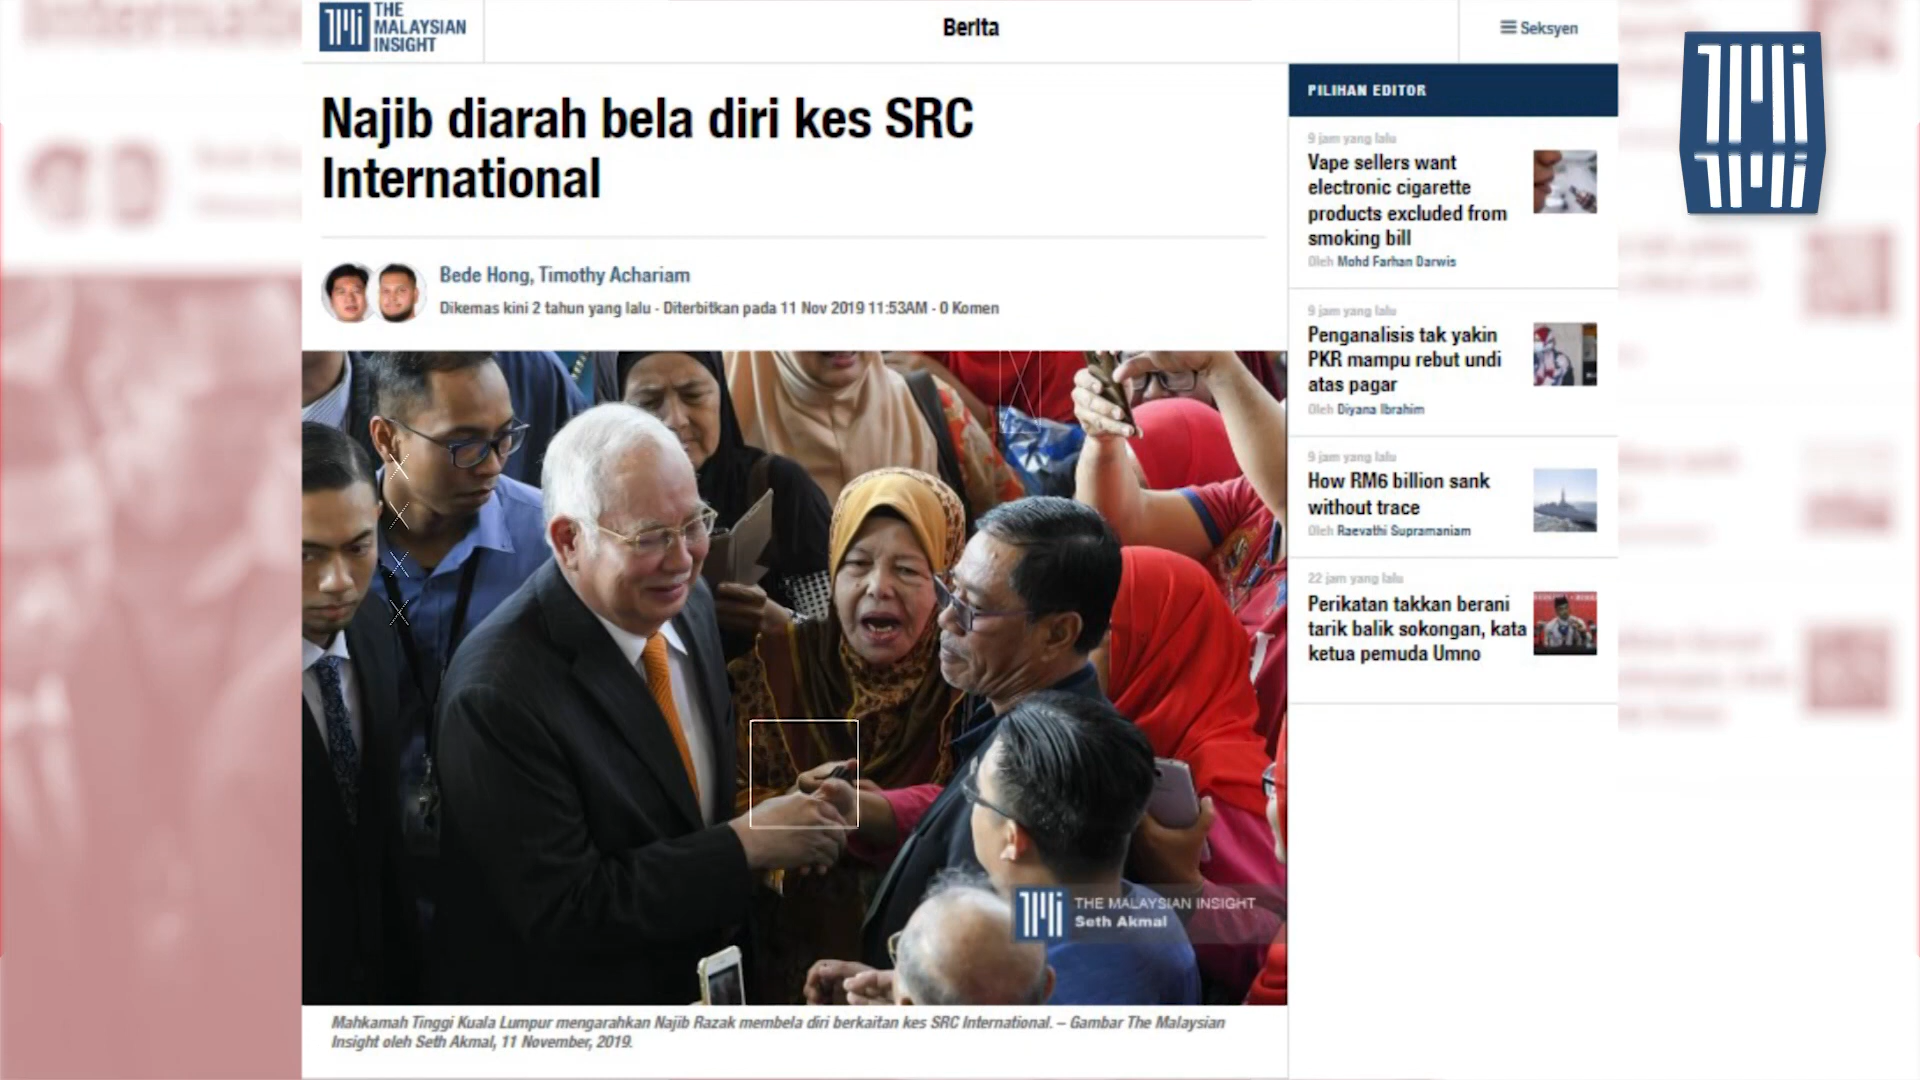 THE
MALAYSIAN
INSIGHT
Berita
Seksyen
Najib diarah bela diri kes SRC
International
Bede Hong, Timothy Achariam
Dikemas kini 2 tahun yang lalu · Diterbitkan pada 11 Nov 2019 11:53AM · 0 Komen
THE MALAYSIAN INSIGHT
Seth Akmal
Mahkamah Tinggi Kuala Lumpur mengarahkan Najib Razak membela diri berkaitan kes SRC International. – Gambar The Malaysian
Insight oleh Seth Akmal, 11 November, 2019.
PILIHAN EDITOR
9 jam yang lalu
Vape sellers want
electronic cigarette
products excluded from
smoking bill
Oleh Mohd Farhan Darwis
9 jam yang lalu
Penganalisis tak yakin
PKR mampu rebut undi
atas pagar
Oleh Diyana Ibrahim
9 jam yang lalu
How RM6 billion sank
without trace
Oleh Raevathi Supramaniam
22 jam yang lalu
Perikatan takkan berani
tarik balik sokongan, kata
ketua pemuda Umno